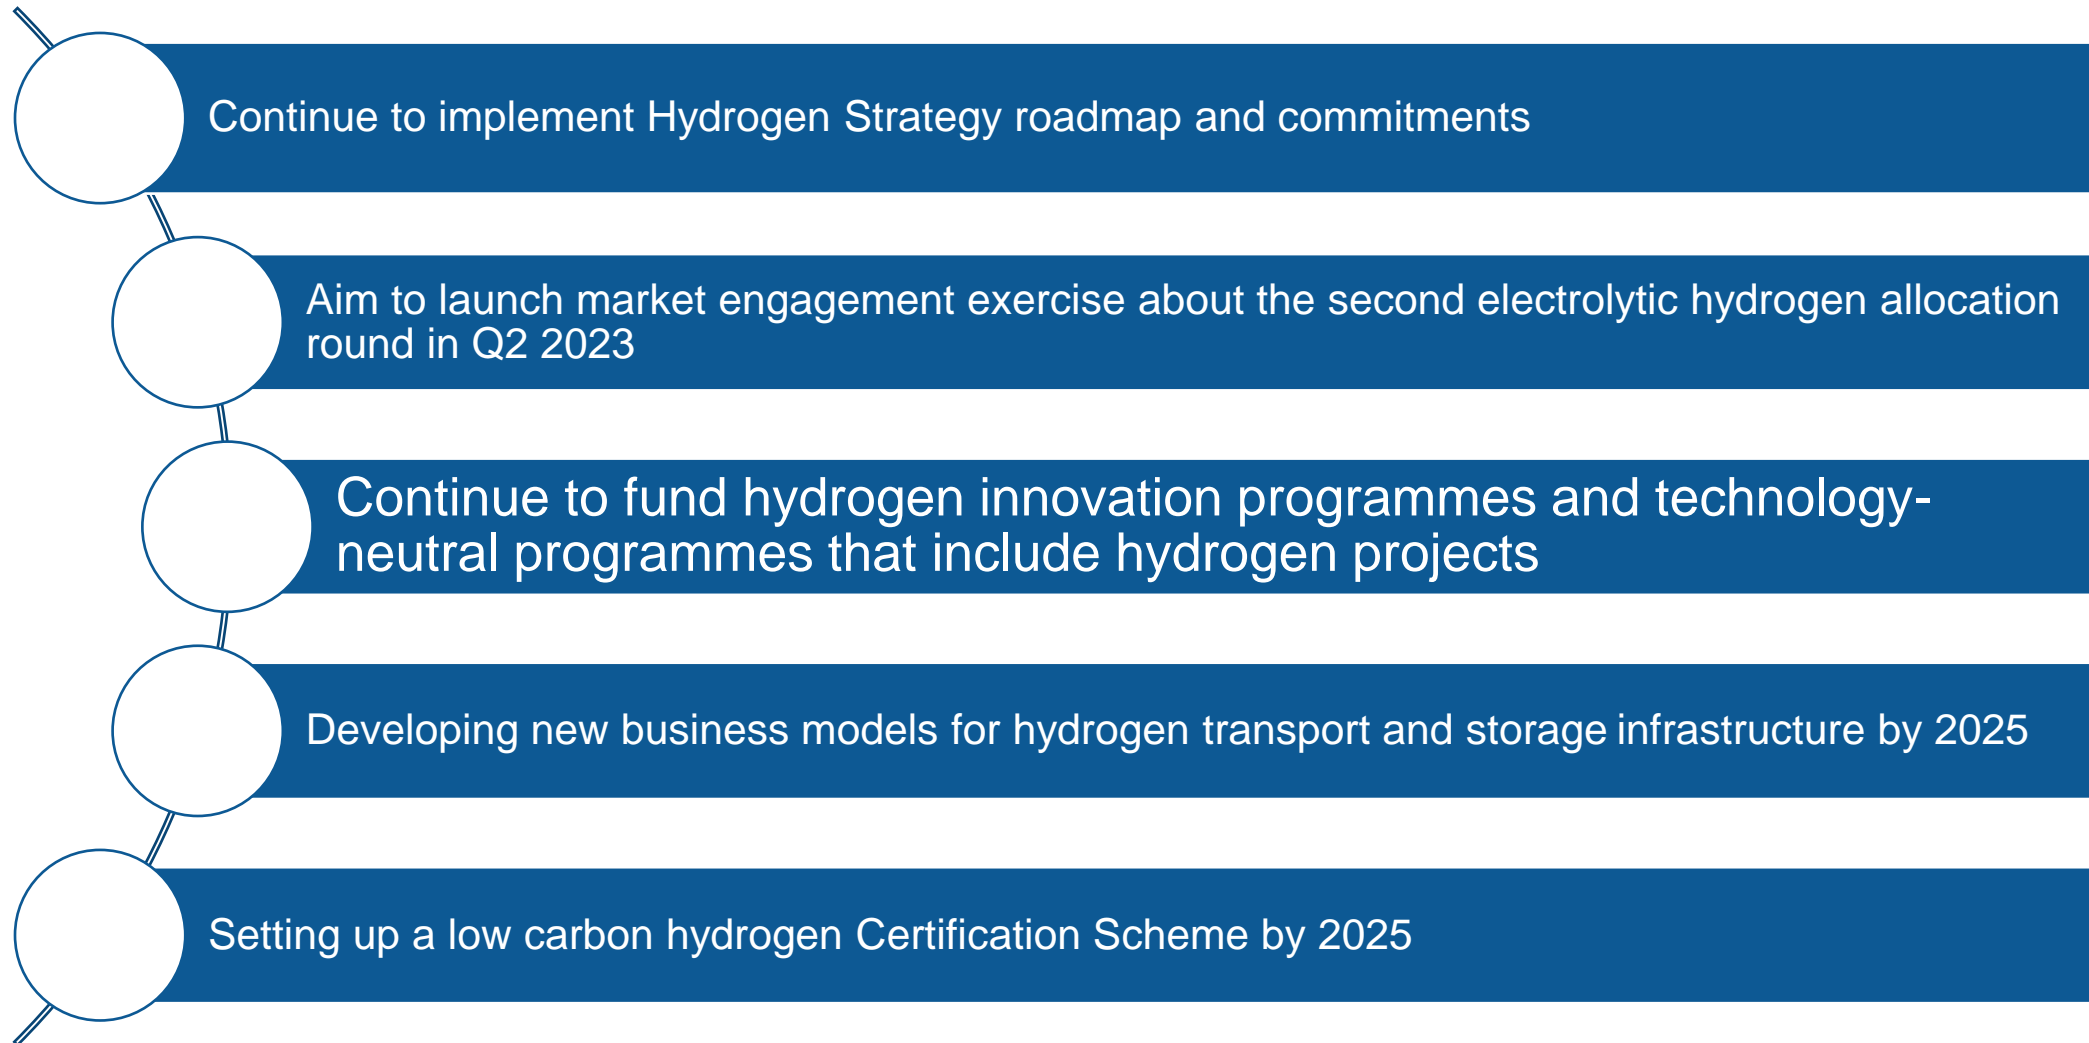 Continue to implement Hydrogen Strategy roadmap and commitments
Aim to launch market engagement exercise about the second electrolytic hydrogen allocation
round in Q2 2023
Continue to fund hydrogen innovation programmes and technology-
neutral programmes that include hydrogen projects
Developing new business models for hydrogen transport and storage infrastructure by 2025
Setting up a low carbon hydrogen Certification Scheme by 2025